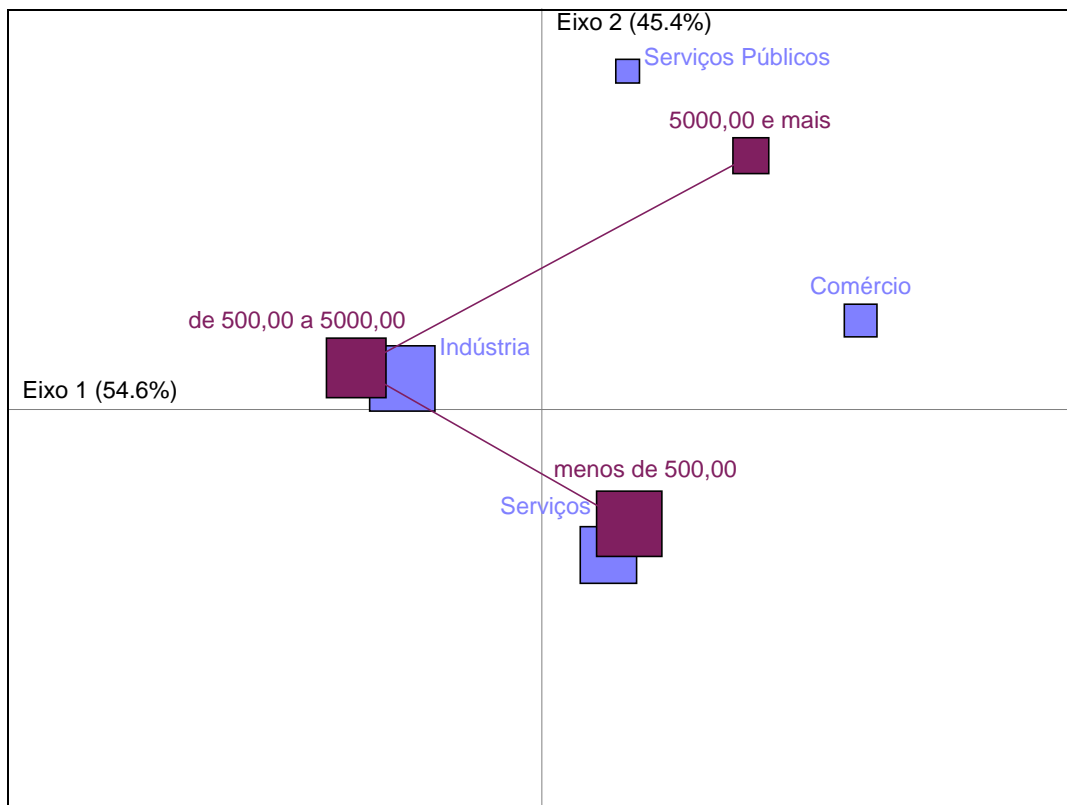 Eixo 2 (45.4%)
Serviços Públicos
5000,00 e mais
Comércio
de 500,00 a 5000,00
Indústria
Eixo 1 (54.6%)
menos de 500,00
Serviços